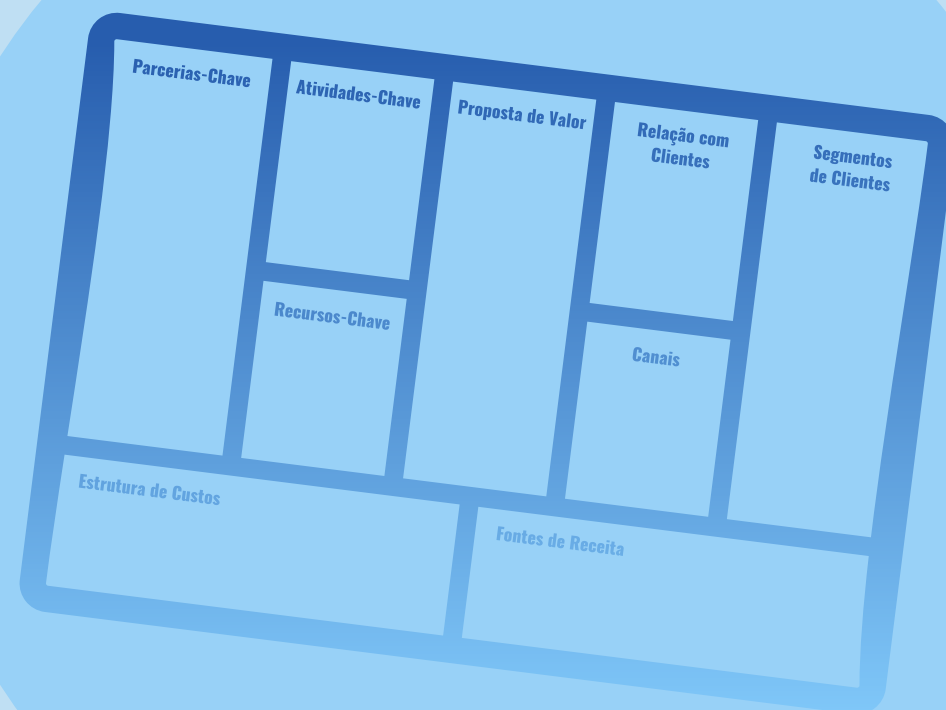 Parcerias-Chave
Atividades-Chave
Proposta de Valor
Relação com
Clientes
Segmentos
de Clientes
Recursos-Chave
Canais
Estrutura de Custos
Fontes de Receita